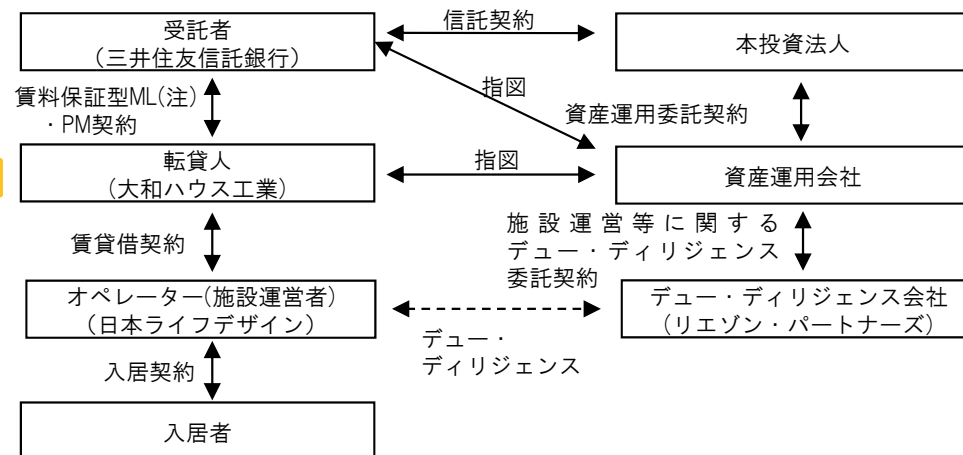 受託者
（三井住友信託銀行）
信託契約
本投資法人
賃料保証型ML(注)
・PM契約
指図
資産運用委託契約
転貸人
（大和ハウス工業）
指図
資産運用会社
賃貸借契約
施設運営等に関する
デュー・ディリジェンス
委託契約
オペレーター(施設運営者)
（日本ライフデザイン）
デュー・
ディリジェンス
デュー・ディリジェンス会社
（リエゾン・パートナーズ）
入居契約
入居者